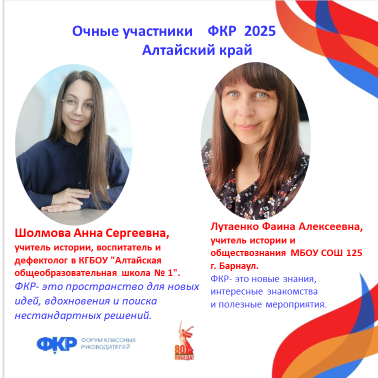 Очные участники ФКР 2025
Алтайский край
Шолмова Анна Сергеевна,
учитель истории, воспитатель и
дефектолог в КГБОУ "Алтайская
общеобразовательная школа № 1".
ФКР- это пространство для новых
идей, вдохновения и поиска
нестандартных решений.
Лутаенко Фаина Алексеевна,
учитель истории и
обществознания МБОУ СОШ 125
г. Барнаул.
ФКР- это новые знания,
интересные знакомства
и полезные мероприятия.
ФКР ФОРУМ КЛАССНЫХ
РУКОВОДИТЕЛЕЙ
80
ПОБЕДА!